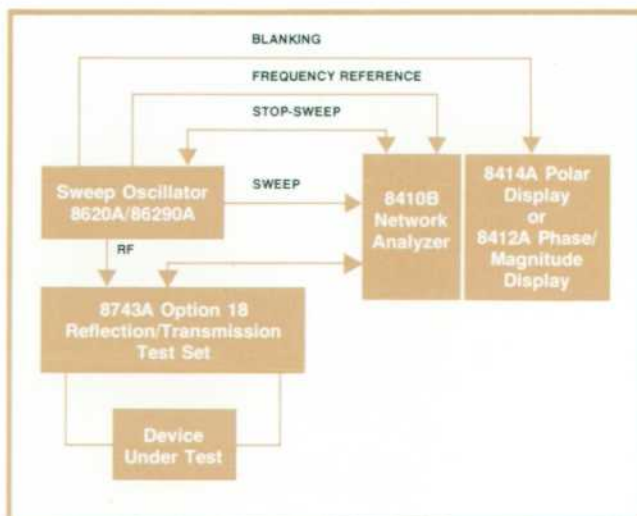 BLANKING
FREQUENCY REFERENCE
STOP-SWEEP
Sweep Oscillator
8620A/86290A
SWEEP
8410B
Network
Analyzer
8414A Polar
Display
or
8412A Phase/
Magnitude
Display
RF
8743A Option 18
Reflection/Transmission
Test Set
Device
Under Test